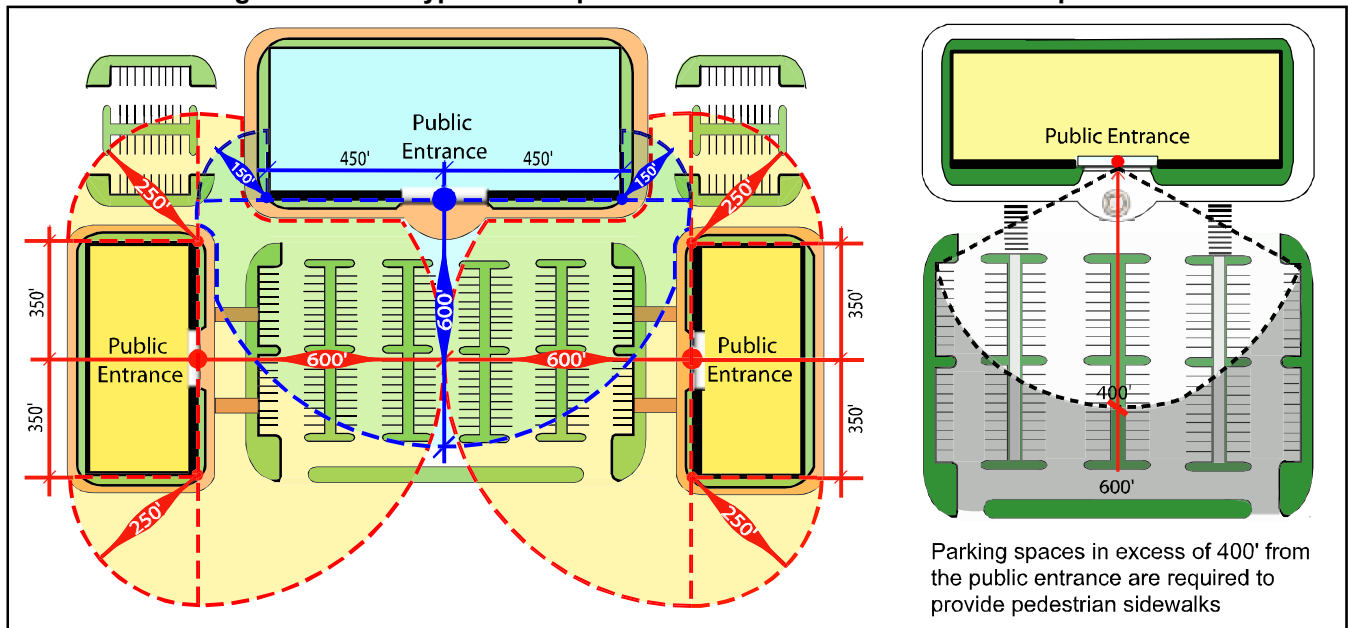 Public
Entrance
450'
450'
150'
150'
250'
250'
600'
350'
350'
Public
Entrance
600'
600'
Public
Entrance
350'
350'
250'
250'
Public Entrance
400'
600'
Parking spaces in excess of 400' from
the public entrance are required to
provide pedestrian sidewalks